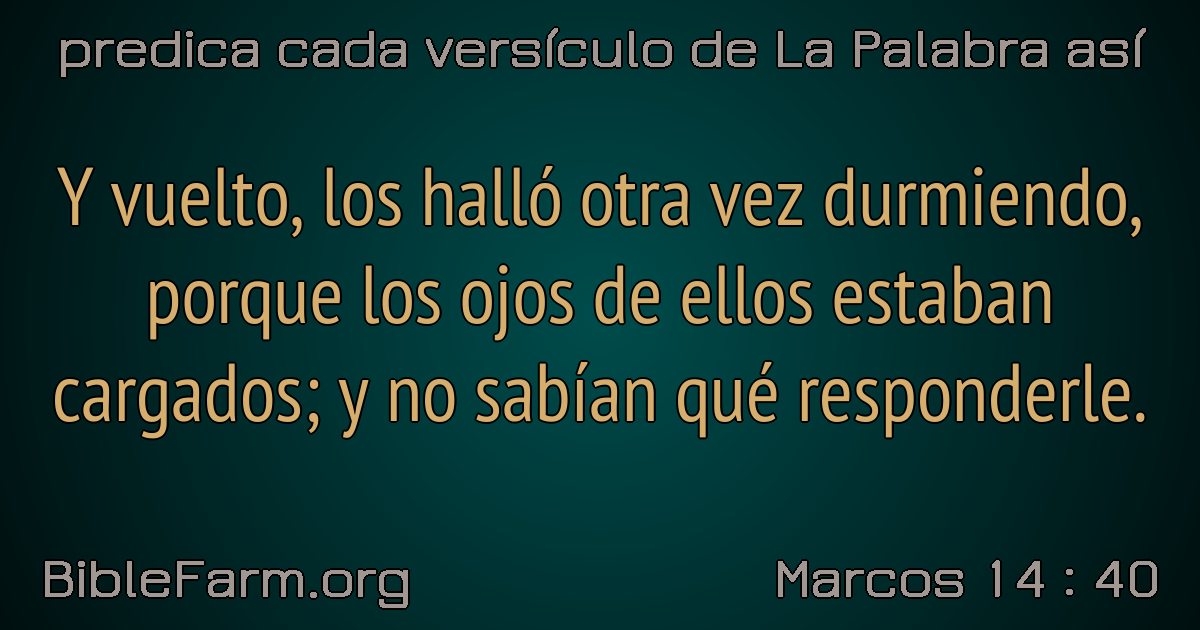 predica cada versículo de La Palabra así
Y vuelto, los halló otra vez durmiendo,
porque los ojos de ellos estaban
cargados; y no sabían qué responderle.
BibleFarm.org
Marcos 14 : 40